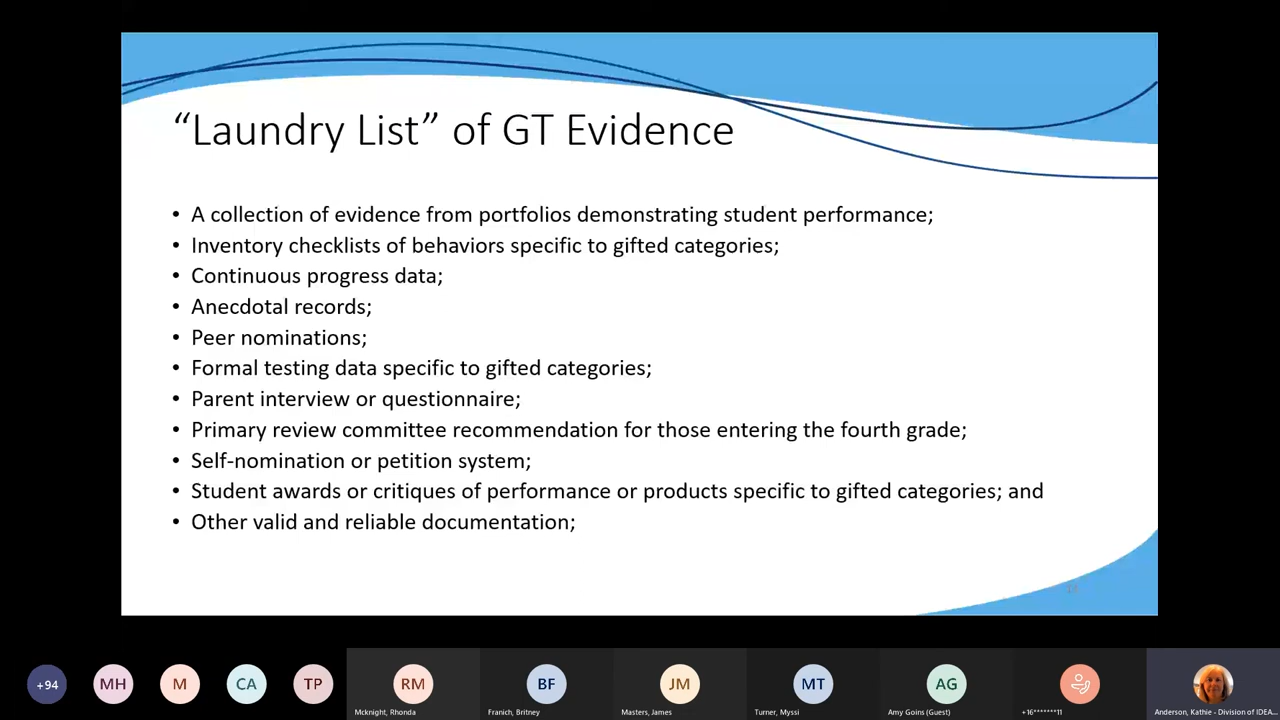 “Laundry List” of GT Evidence
• A collection of evidence from portfolios demonstrating student performance;
• Inventory checklists of behaviors specific to gifted categories;
• Continuous progress data;
• Anecdotal records;
• Peer nominations;
• Formal testing data specific to gifted categories;
• Parent interview or questionnaire;
• Primary review committee recommendation for those entering the fourth grade;
• Self-nomination or petition system;
• Student awards or critiques of performance or products specific to gifted categories; and
• Other valid and reliable documentation;
+94
MH
M
CA
TP
RM
BF
JM
MT
AG
Mcknight, Rhonda
Franich, Britney
Masters, James
Turner, Myssi
Amy Goins (Guest)
+16*******11
Anderson, Kathie - Division of IDEA...